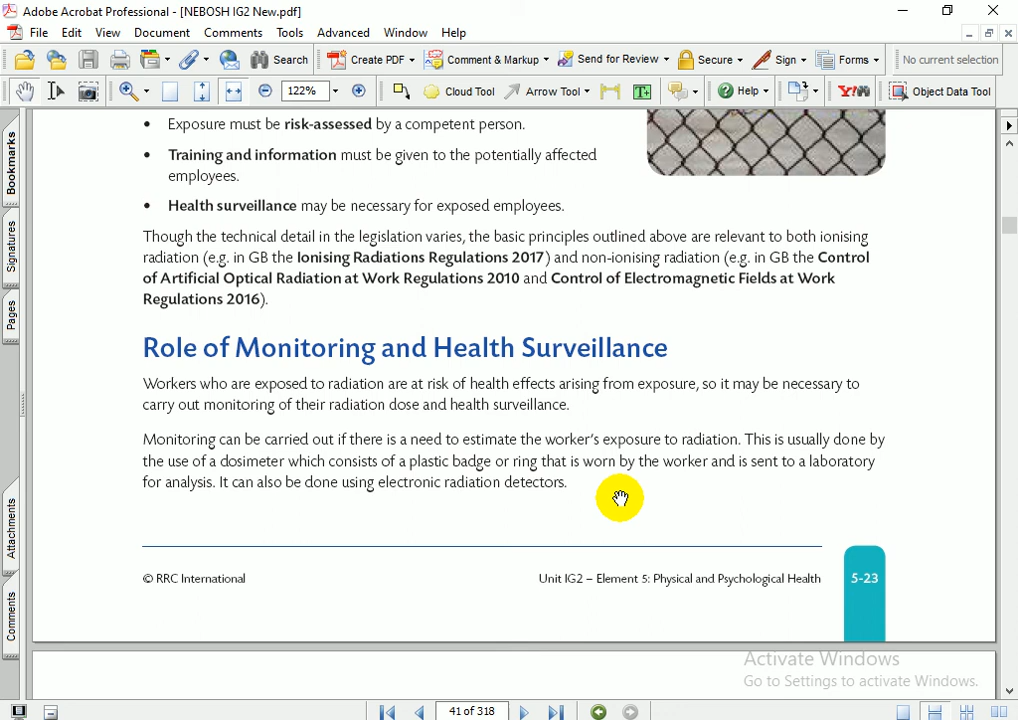 Adobe Acrobat Professional - [NEBOSH IG2 New.pdf]
File Edit View Document Comments Tools Advanced Window Help
Search Create PDF Comment & Markup Send for Review Secure Sign Forms No current selection
122% Cloud Tool Arrow Tool Help Y! Object Data Tool
Bookmarks
Signatures
Pages
Attachments
Comments
• Exposure must be risk-assessed by a competent person.
• Training and information must be given to the potentially affected
employees.
• Health surveillance may be necessary for exposed employees.
Though the technical detail in the legislation varies, the basic principles outlined above are relevant to both ionising
radiation (e.g. in GB the Ionising Radiations Regulations 2017) and non-ionising radiation (e.g. in GB the Control
of Artificial Optical Radiation at Work Regulations 2010 and Control of Electromagnetic Fields at Work
Regulations 2016).
Role of Monitoring and Health Surveillance
Workers who are exposed to radiation are at risk of health effects arising from exposure, so it may be necessary to
carry out monitoring of their radiation dose and health surveillance.
Monitoring can be carried out if there is a need to estimate the worker's exposure to radiation. This is usually done by
the use of a dosimeter which consists of a plastic badge or ring that is worn by the worker and is sent to a laboratory
for analysis. It can also be done using electronic radiation detectors.
© RRC International Unit IG2 – Element 5: Physical and Psychological Health 5-23
Activate Windows
Go to Settings to activate Windows.
41 of 318